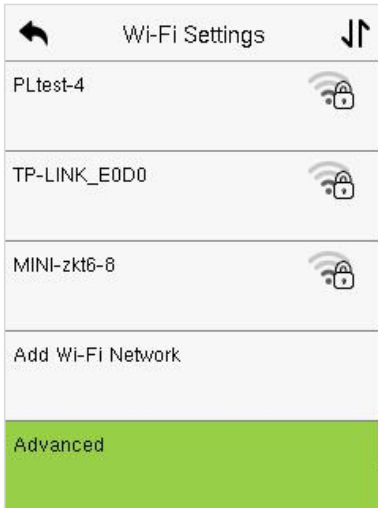 Wi-Fi Settings
PLtest-4
TP-LINK_E0D0
MINI-zkt6-8
Add Wi-Fi Network
Advanced